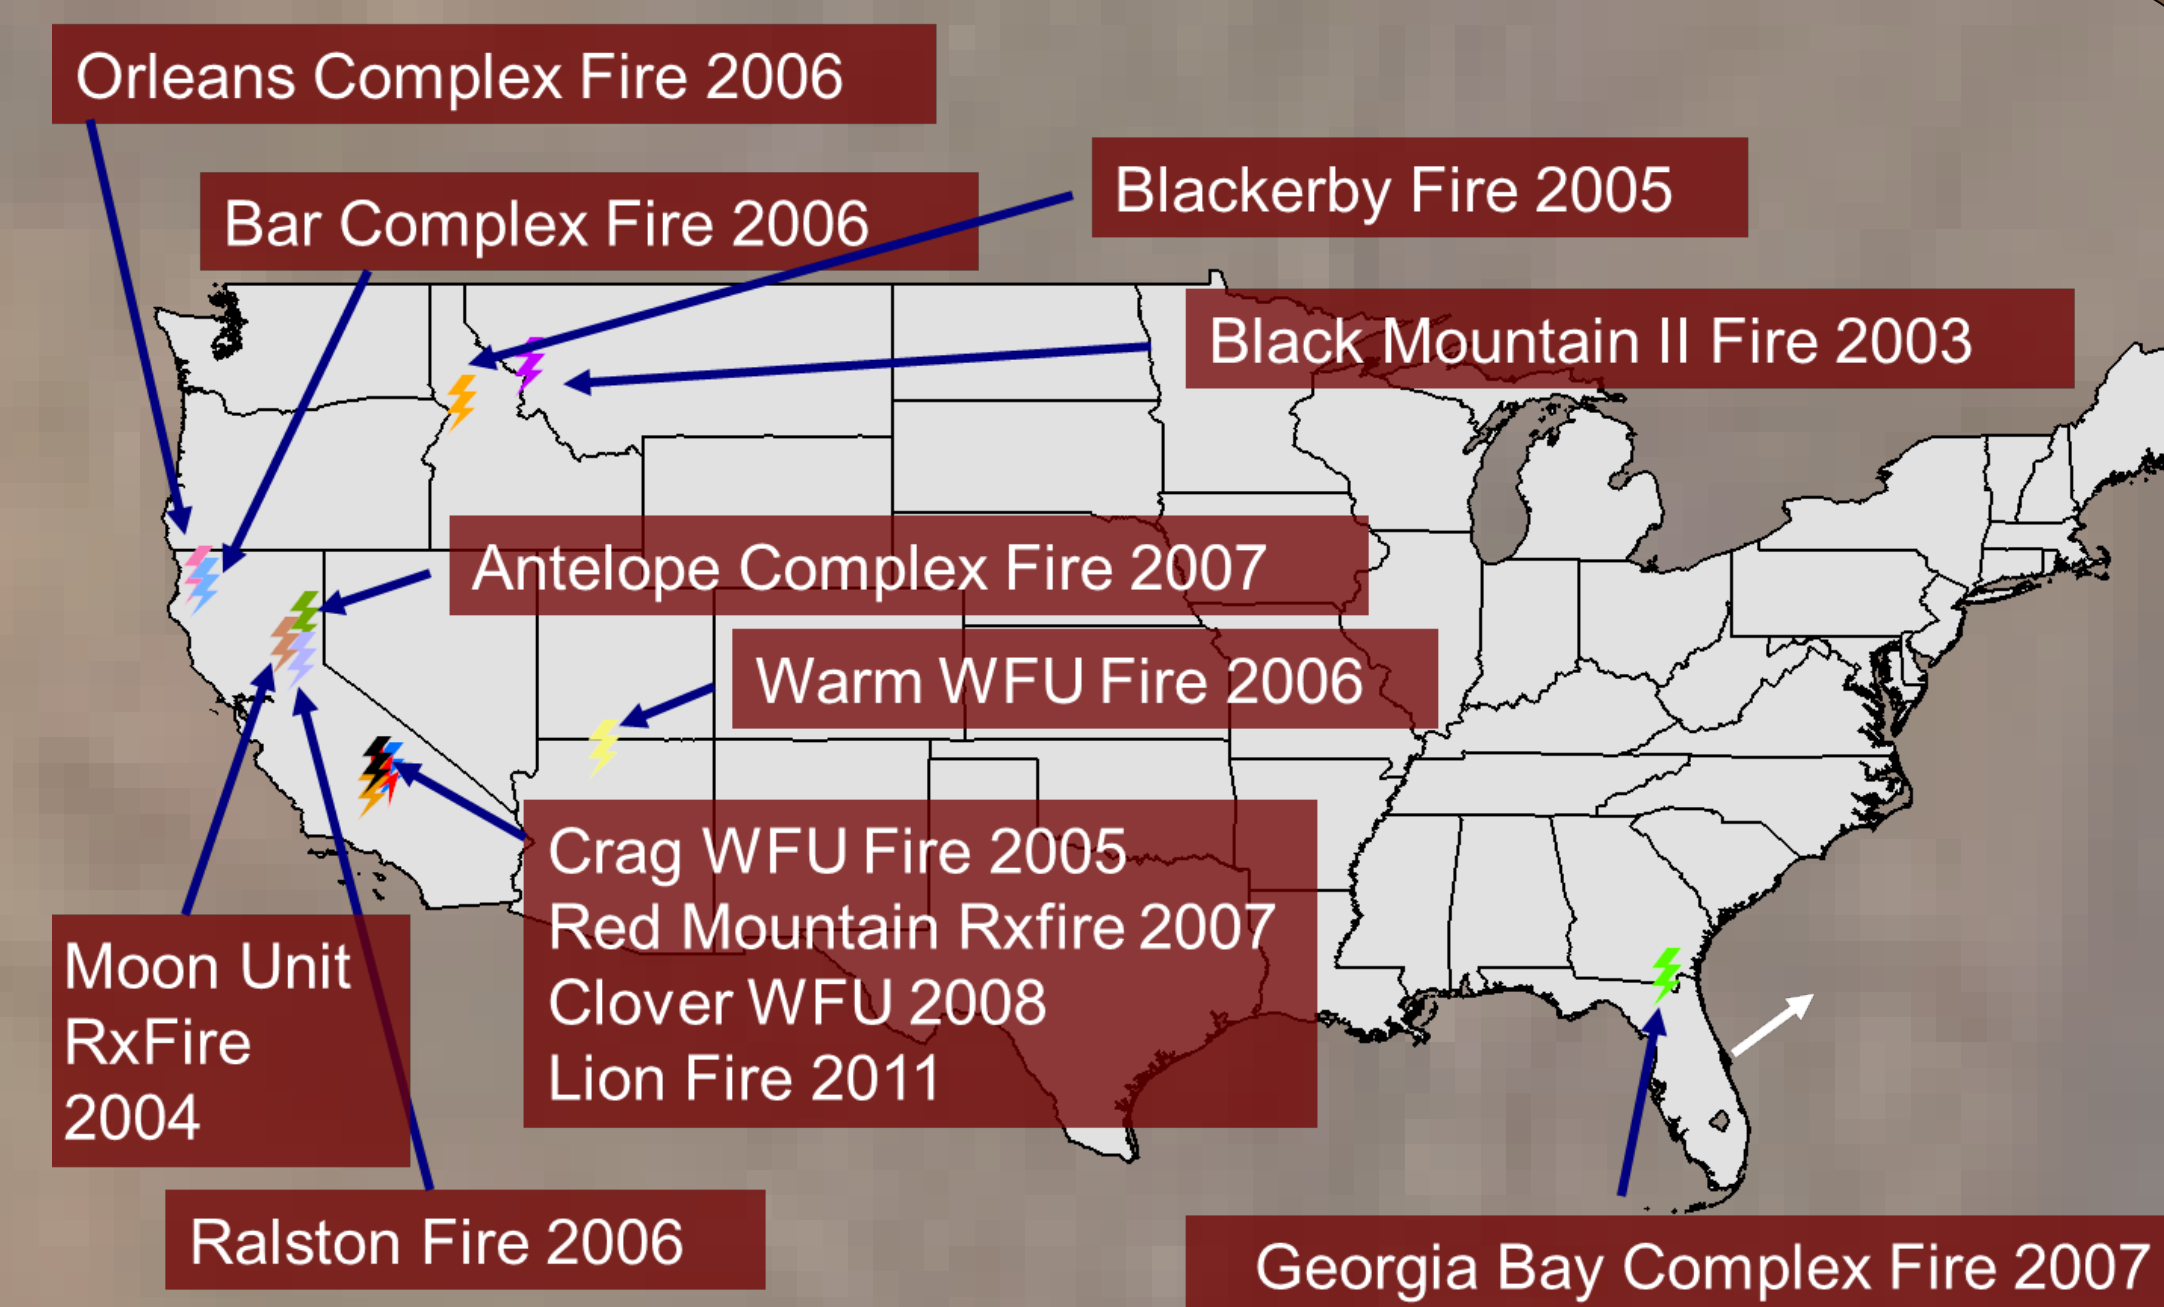 Orleans Complex Fire 2006
Bar Complex Fire 2006
Blackerby Fire 2005
Black Mountain II Fire 2003
Antelope Complex Fire 2007
Warm WFU Fire 2006
Crag WFU Fire 2005
Red Mountain Rxfire 2007
Clover WFU 2008
Lion Fire 2011
Moon Unit
RxFire
2004
Ralston Fire 2006
Georgia Bay Complex Fire 2007